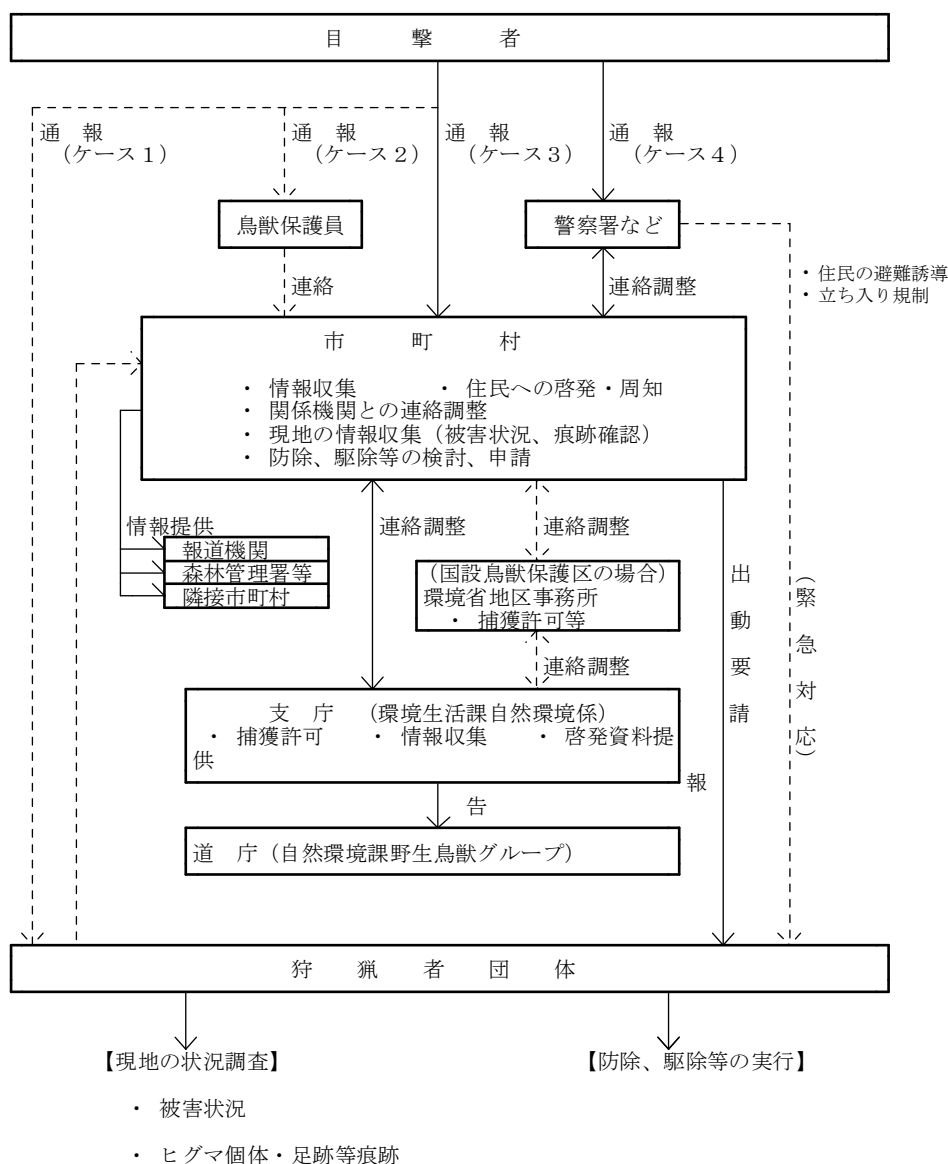 目　撃　者
通　報
（ケース１）
通　報
（ケース２）
通　報
（ケース３）
通　報
（ケース４）
鳥獣保護員
警察署など
連絡
連絡調整
・住民の避難誘導
・立ち入り規制
市　町　村
・ 情報収集　・ 住民への啓発・周知
・ 関係機関との連絡調整
・ 現地の情報収集（被害状況、痕跡確認）
・ 防除、駆除等の検討、申請
情報提供
報道機関
森林管理署等
隣接市町村
連絡調整
連絡調整
（国設鳥獣保護区の場合）
環境省地区事務所
・ 捕獲許可等
連絡調整
出動要請
（緊急対応）
支　庁　（環境生活課自然環境係）
・ 捕獲許可　・ 情報収集　・ 啓発資料提
供
報
告
道　庁（自然環境課野生鳥獣グループ）
狩　猟　者　団　体
【現地の状況調査】
・ 被害状況
・ ヒグマ個体・足跡等痕跡
【防除、駆除等の実行】